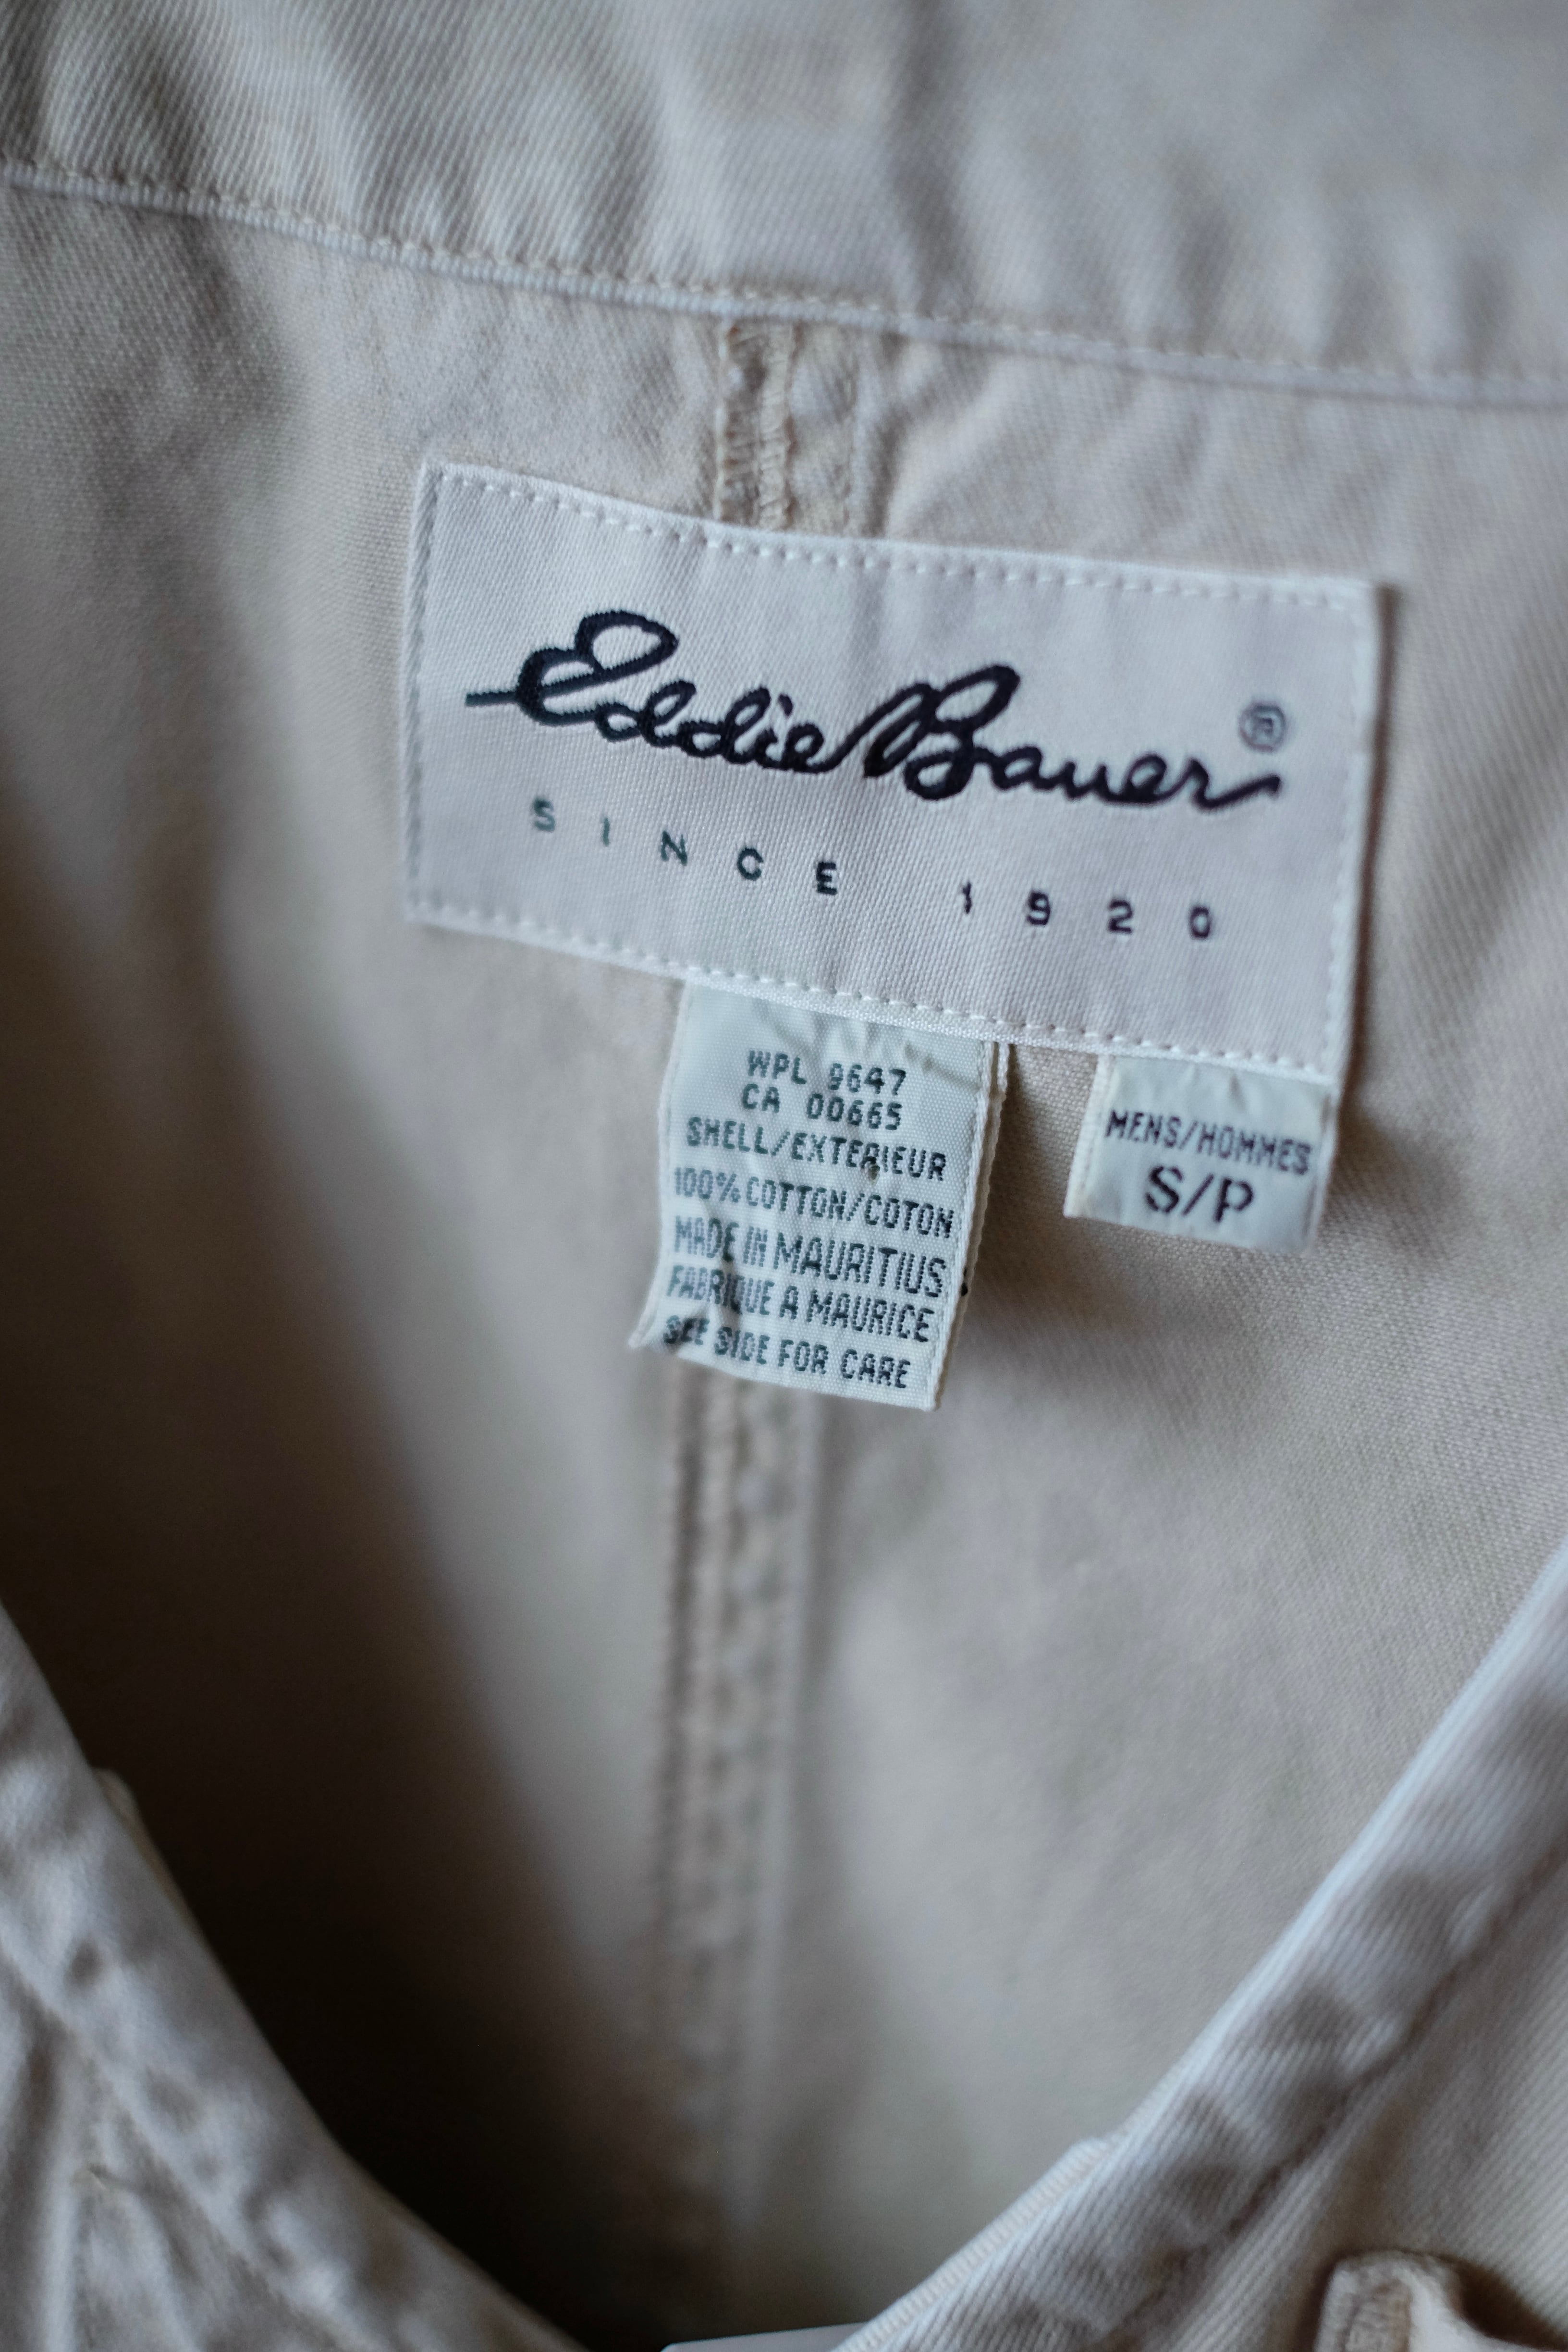 Eddie Bauer®
SINCE 1920
WPL 9647
CA 00665
SHELL/EXTERIEUR
100% COTTON/COTON
MADE IN MAURITIUS
FABRIQUE A MAURICE
SEE SIDE FOR CARE
MENS/HOMMES
S/P